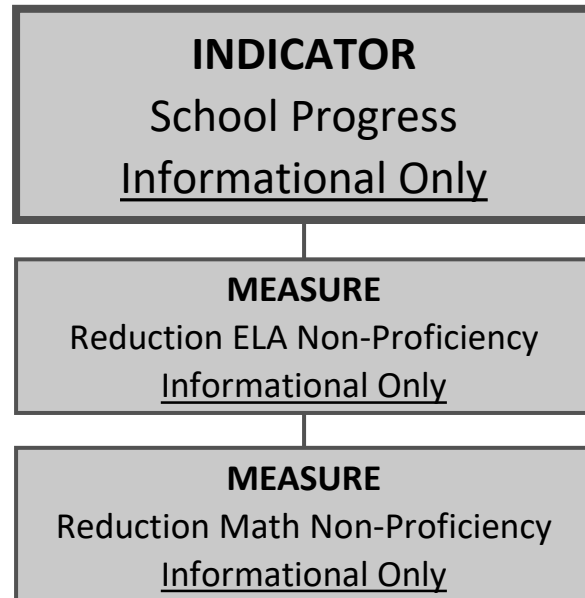 INDICATOR
School Progress
Informational Only
MEASURE
Reduction ELA Non-Proficiency
Informational Only
MEASURE
Reduction Math Non-Proficiency
Informational Only